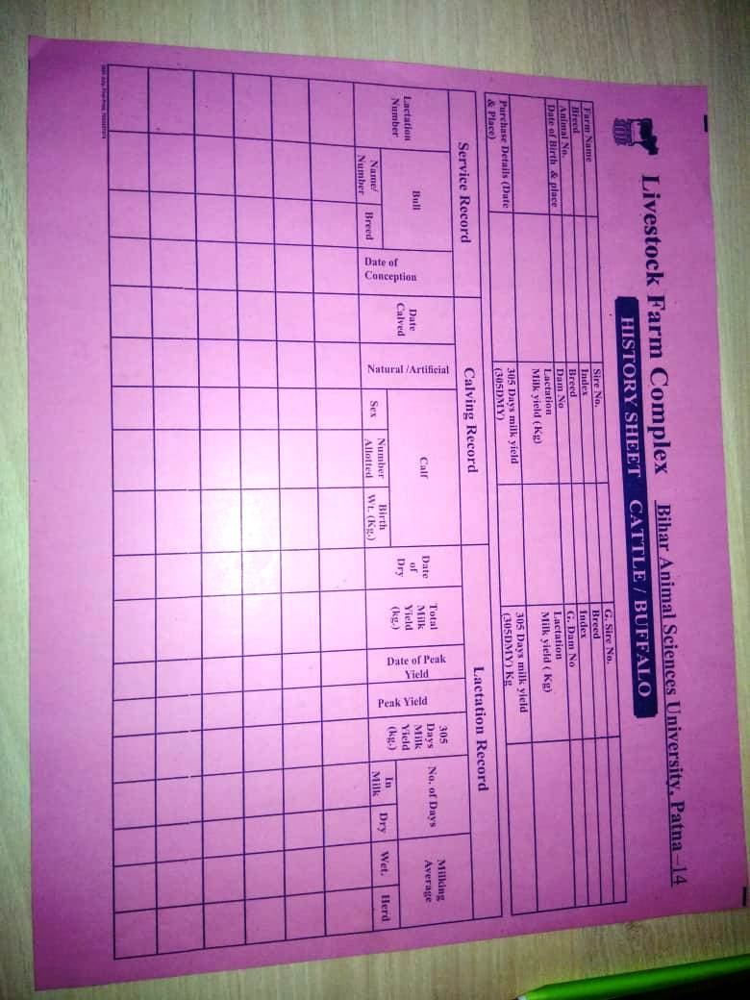 Livestock Farm Complex Bihar Animal Sciences University, Patna –14
HISTORY SHEET CATTLE / BUFFALO
Farm Name
Breed
Animal No.
Date of Birth & place
Purchase Details (Date
& Place)
Sire No.
Index
Breed
Dam No
Lactation
Milk yield (Kg)
305 Days milk yield
(305DMY)
G. Sire No.
Breed
Index
G. Dam No
Lactation
Milk yield ( Kg)
305 Days milk yield
(305DMY) Kg
Service Record
Calving Record
Lactation Record
Lactation
Number
Bull
Name/
Number
Breed
Date of
Conception
Date
Calved
Natural /Artificial
Calf
Sex
Number
Allotted
Birth
Wt. (Kg.)
Date
of
Dry
Total
Milk
Yield
(kg.)
Date of Peak
Yield
Peak Yield
305
Days
Milk
Yield
(kg.)
No. of Days
In
Milk
Dry
Milking
Average
Wet.
Herd